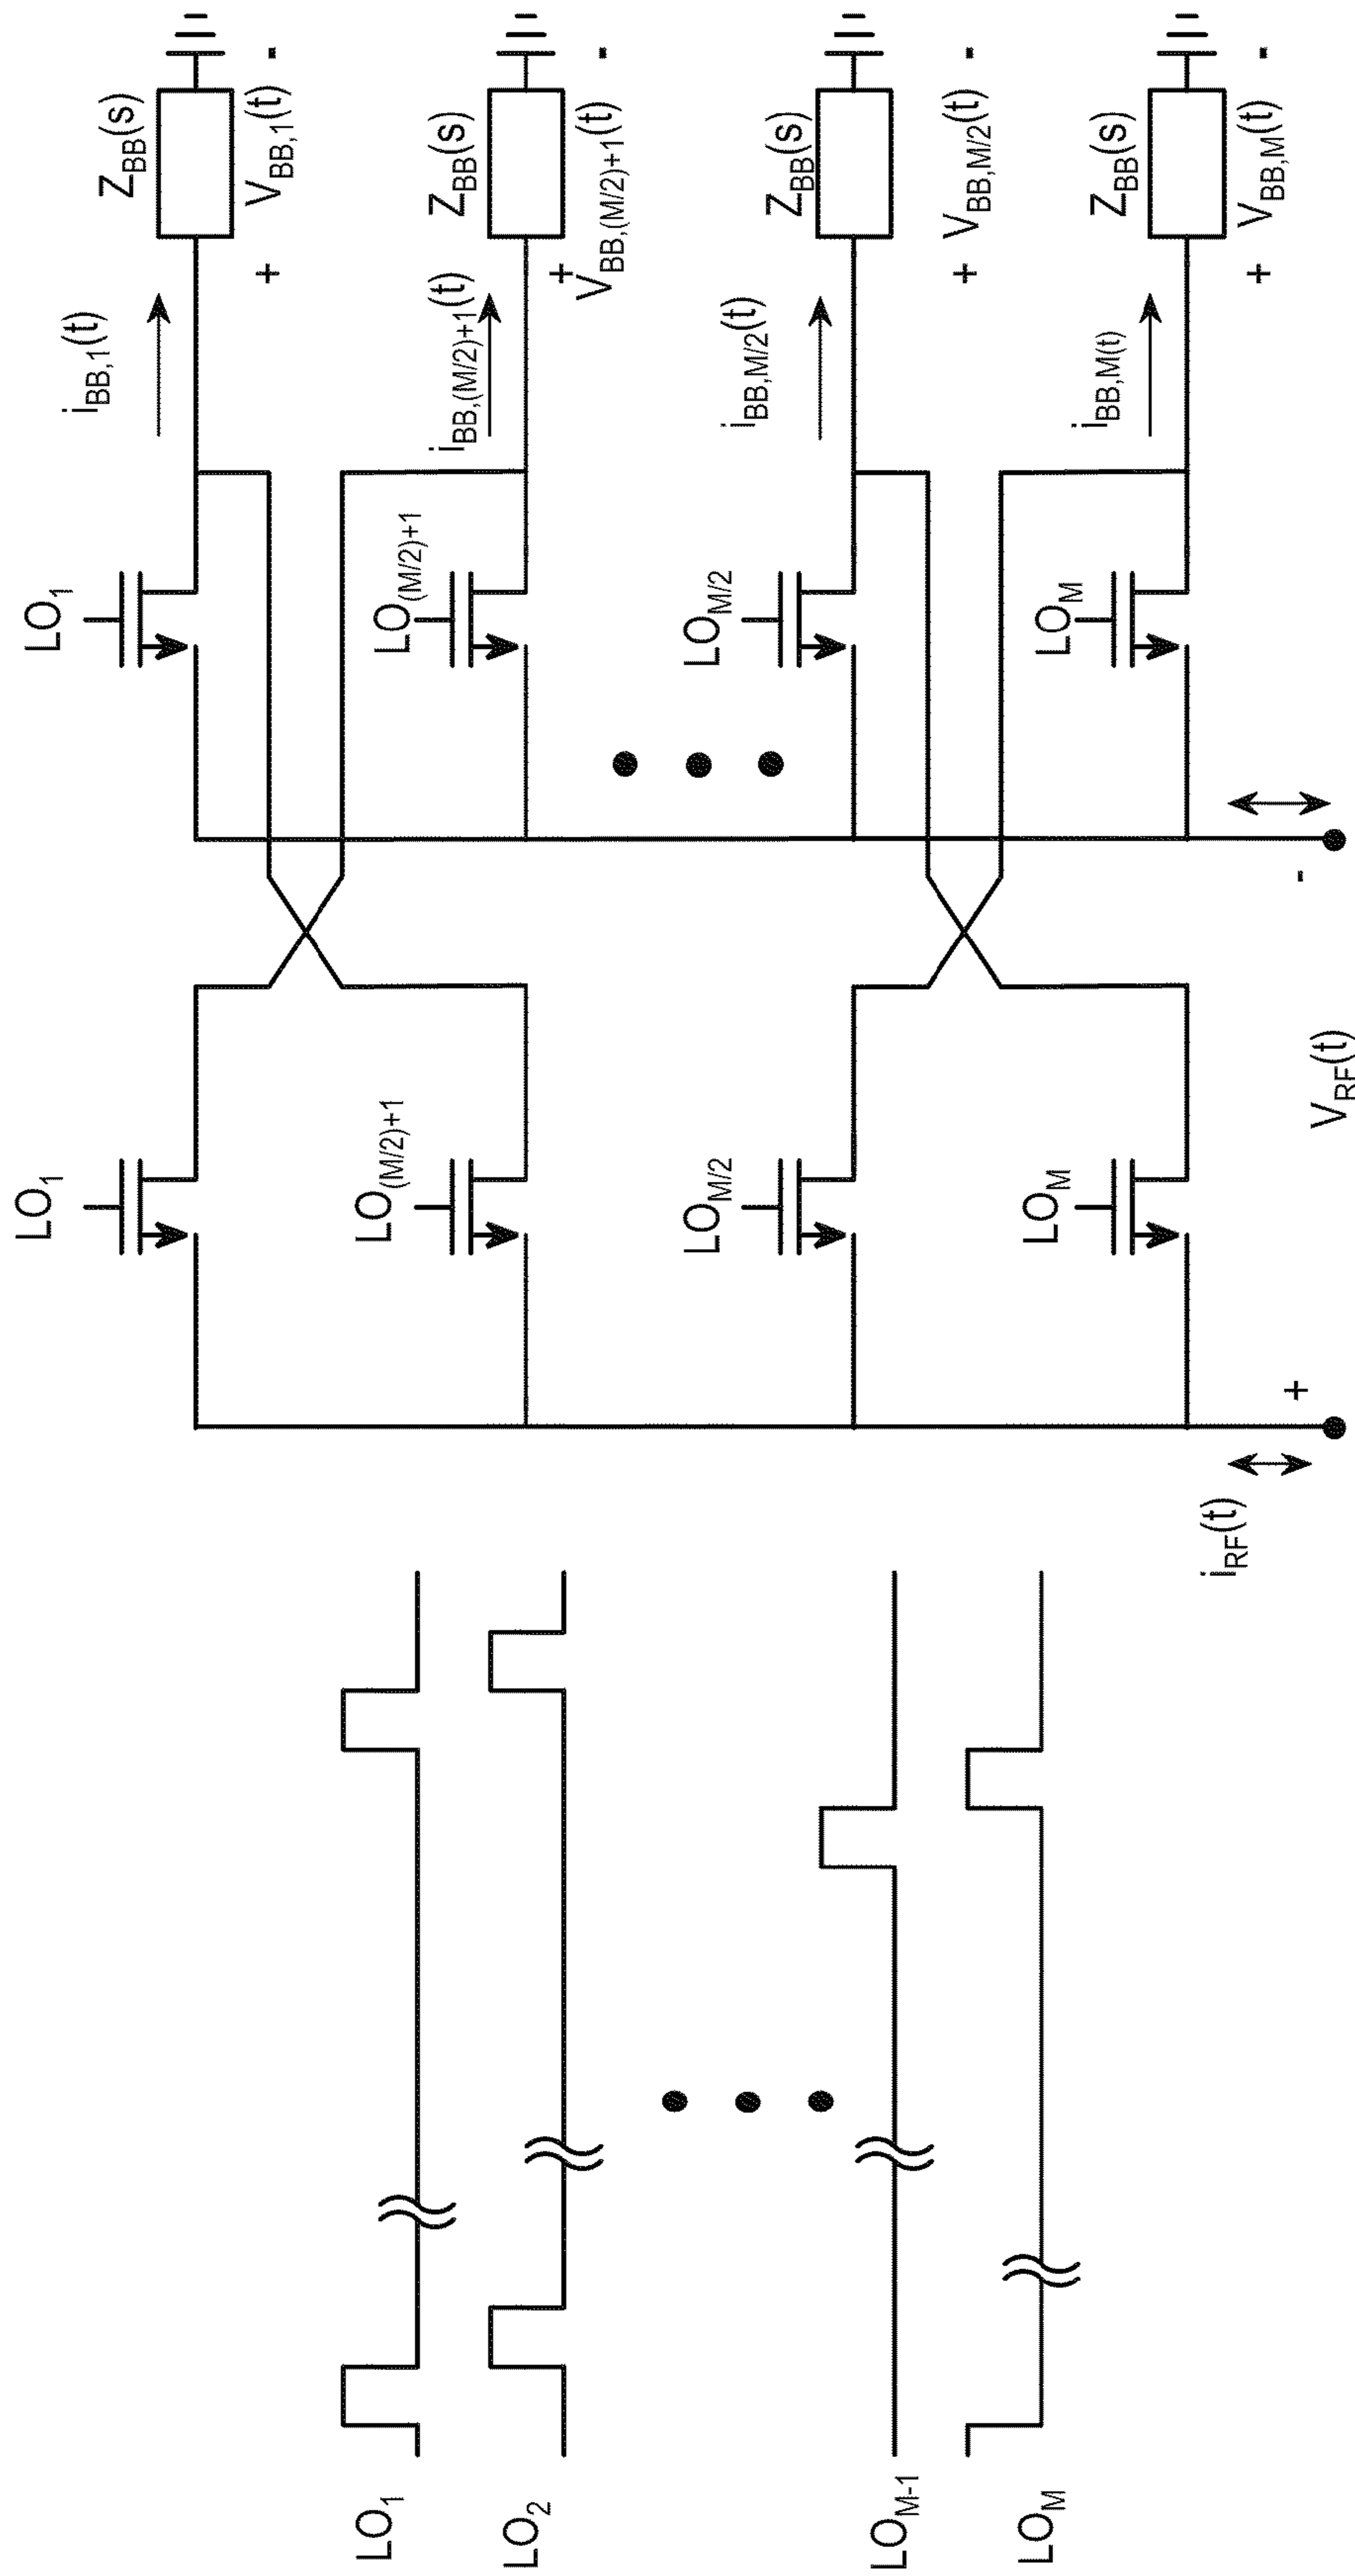 LO1
LO2
LOM-1
LOM
iRF(t)
+
VRF(t)
-
LO1
LO(M/2)+1
LOM/2
LOM
LO1
LO(M/2)+1
LOM/2
LOM
iBB,1(t)
iBB,(M/2)+1(t)
iBB,M/2(t)
iBB,M(t)
ZBB(s)
+ VBB,1(t) -
ZBB(s)
+ VBB,(M/2)+1(t) -
ZBB(s)
+ VBB,M/2(t) -
ZBB(s)
+ VBB,M(t) -